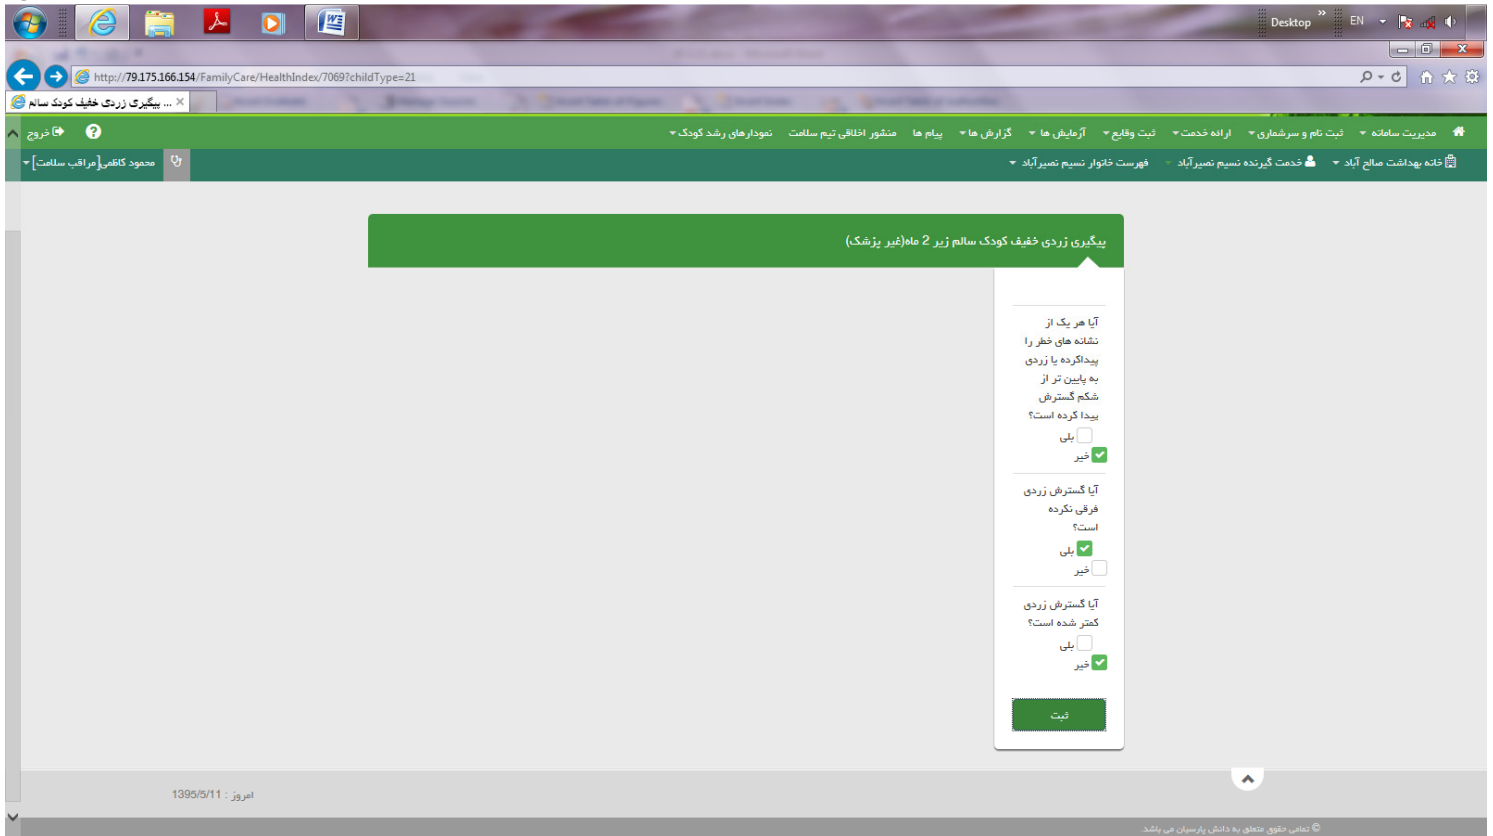 Desktop
EN
http://79.175.166.154/FamilyCare/HealthIndex/7069?childType=21
پیگیری زردی خفیف کودک سالم ...
مدیریت سامانه
ثبت نام و سرشماری
ارائه خدمت
ثبت وقایع
آزمایش ها
گزارش ها
پیام ها
منشور اخلاقی تیم سلامت
نمودارهای رشد کودک
خروج
خانه بهداشت صالح آباد
خدمت گیرنده نسیم نصیرآباد
فهرست خانوار نسیم نصیرآباد
محمود کاظمی[مراقب سلامت]
پیگیری زردی خفیف کودک سالم زیر 2 ماه(غیر پزشک)
آیا هر یک از
نشانه های خطر را
پیداکرده یا زردی
به پایین تر از
شکم گسترش
پیدا کرده است؟
بلی
خیر
آیا گسترش زردی
فرقی نکرده
است؟
بلی
خیر
آیا گسترش زردی
کمتر شده است؟
بلی
خیر
ثبت
امروز : 1395/5/11
© تمامی حقوق متعلق به دانش پارسیان می باشد.